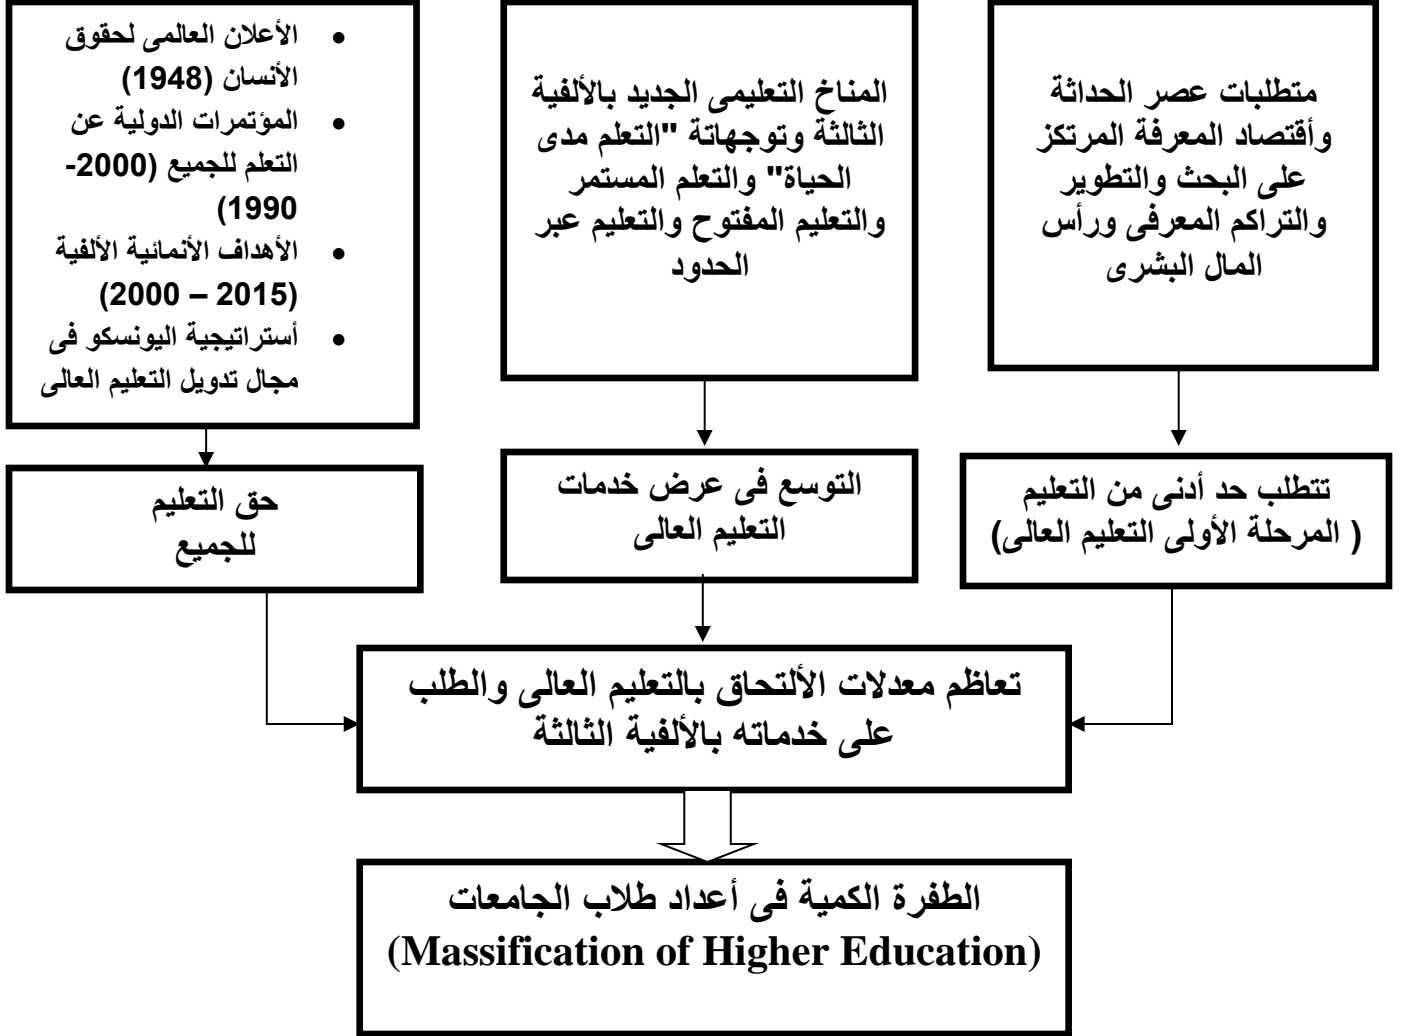 متطلبات عصر الحداثة
وأقتصاد المعرفة المرتكز
على البحث والتطوير
والتراكم المعرفى ورأس
المال البشرى
المناخ التعليمى الجديد بالألفية
الثالثة وتوجهاتة "التعلم مدى
الحياة" والتعلم المستمر
والتعليم المفتوح والتعليم عبر
الحدود
• الأعلان العالمى لحقوق
الأنسان (1948)
• المؤتمرات الدولية عن
التعلم للجميع (2000-
1990)
• الأهداف الأنمائية الألفية
(2000 – 2015)
• أستراتيجية اليونسكو فى
مجال تدويل التعليم العالى
تتطلب حد أدنى من التعليم
( المرحلة الأولى التعليم العالى)
التوسع فى عرض خدمات
التعليم العالى
حق التعليم
للجميع
تعاظم معدلات الألتحاق بالتعليم العالى والطلب
على خدماته بالألفية الثالثة
الطفرة الكمية فى أعداد طلاب الجامعات
(Massification of Higher Education)